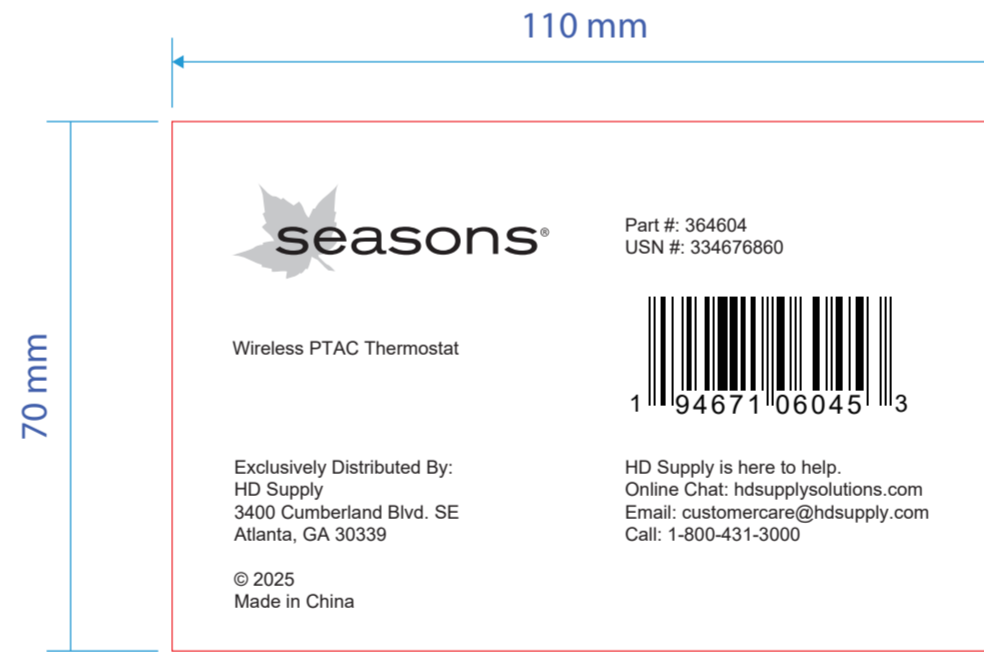 110 mm
70 mm
seasons®
Part #: 364604
USN #: 334676860
Wireless PTAC Thermostat
1 94671 06045 3
Exclusively Distributed By:
HD Supply
3400 Cumberland Blvd. SE
Atlanta, GA 30339
© 2025
Made in China
HD Supply is here to help.
Online Chat: hdsupplysolutions.com
Email: customercare@hdsupply.com
Call: 1-800-431-3000